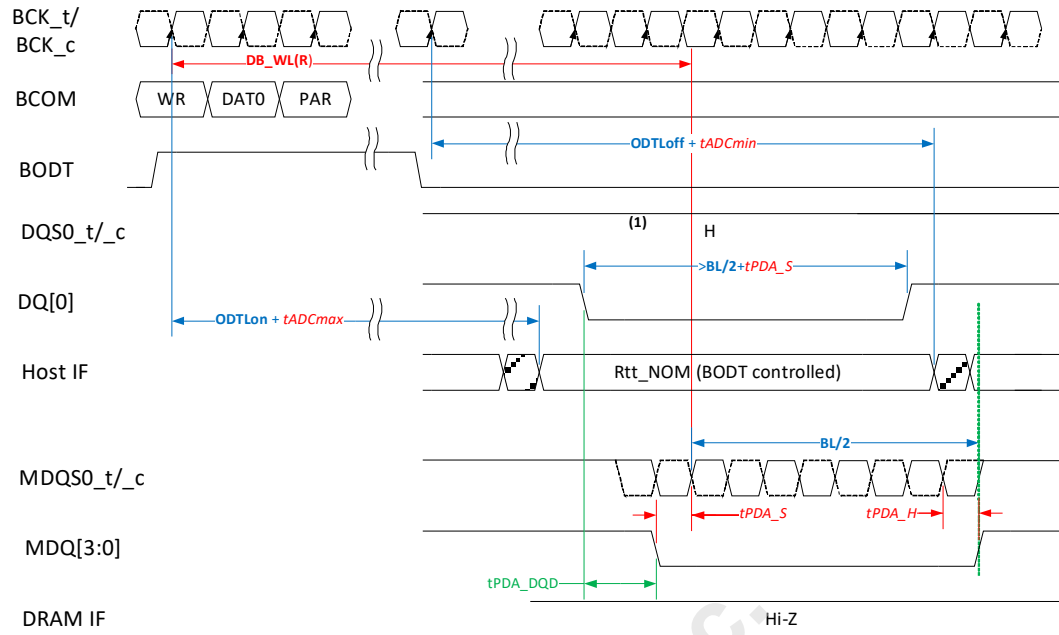 BCK_t/
BCK_c
DB_WL(R)
BCOM
WR DAT0 PAR
ODTLoff + tADCmin
BODT
(1)
DQS0_t/_c
H
>BL/2+tPDA_S
DQ[0]
ODTLon + tADCmax
Host IF
Rtt_NOM (BODT controlled)
BL/2
MDQS0_t/_c
tPDA_S
tPDA_H
MDQ[3:0]
tPDA_DQD
DRAM IF
Hi-Z